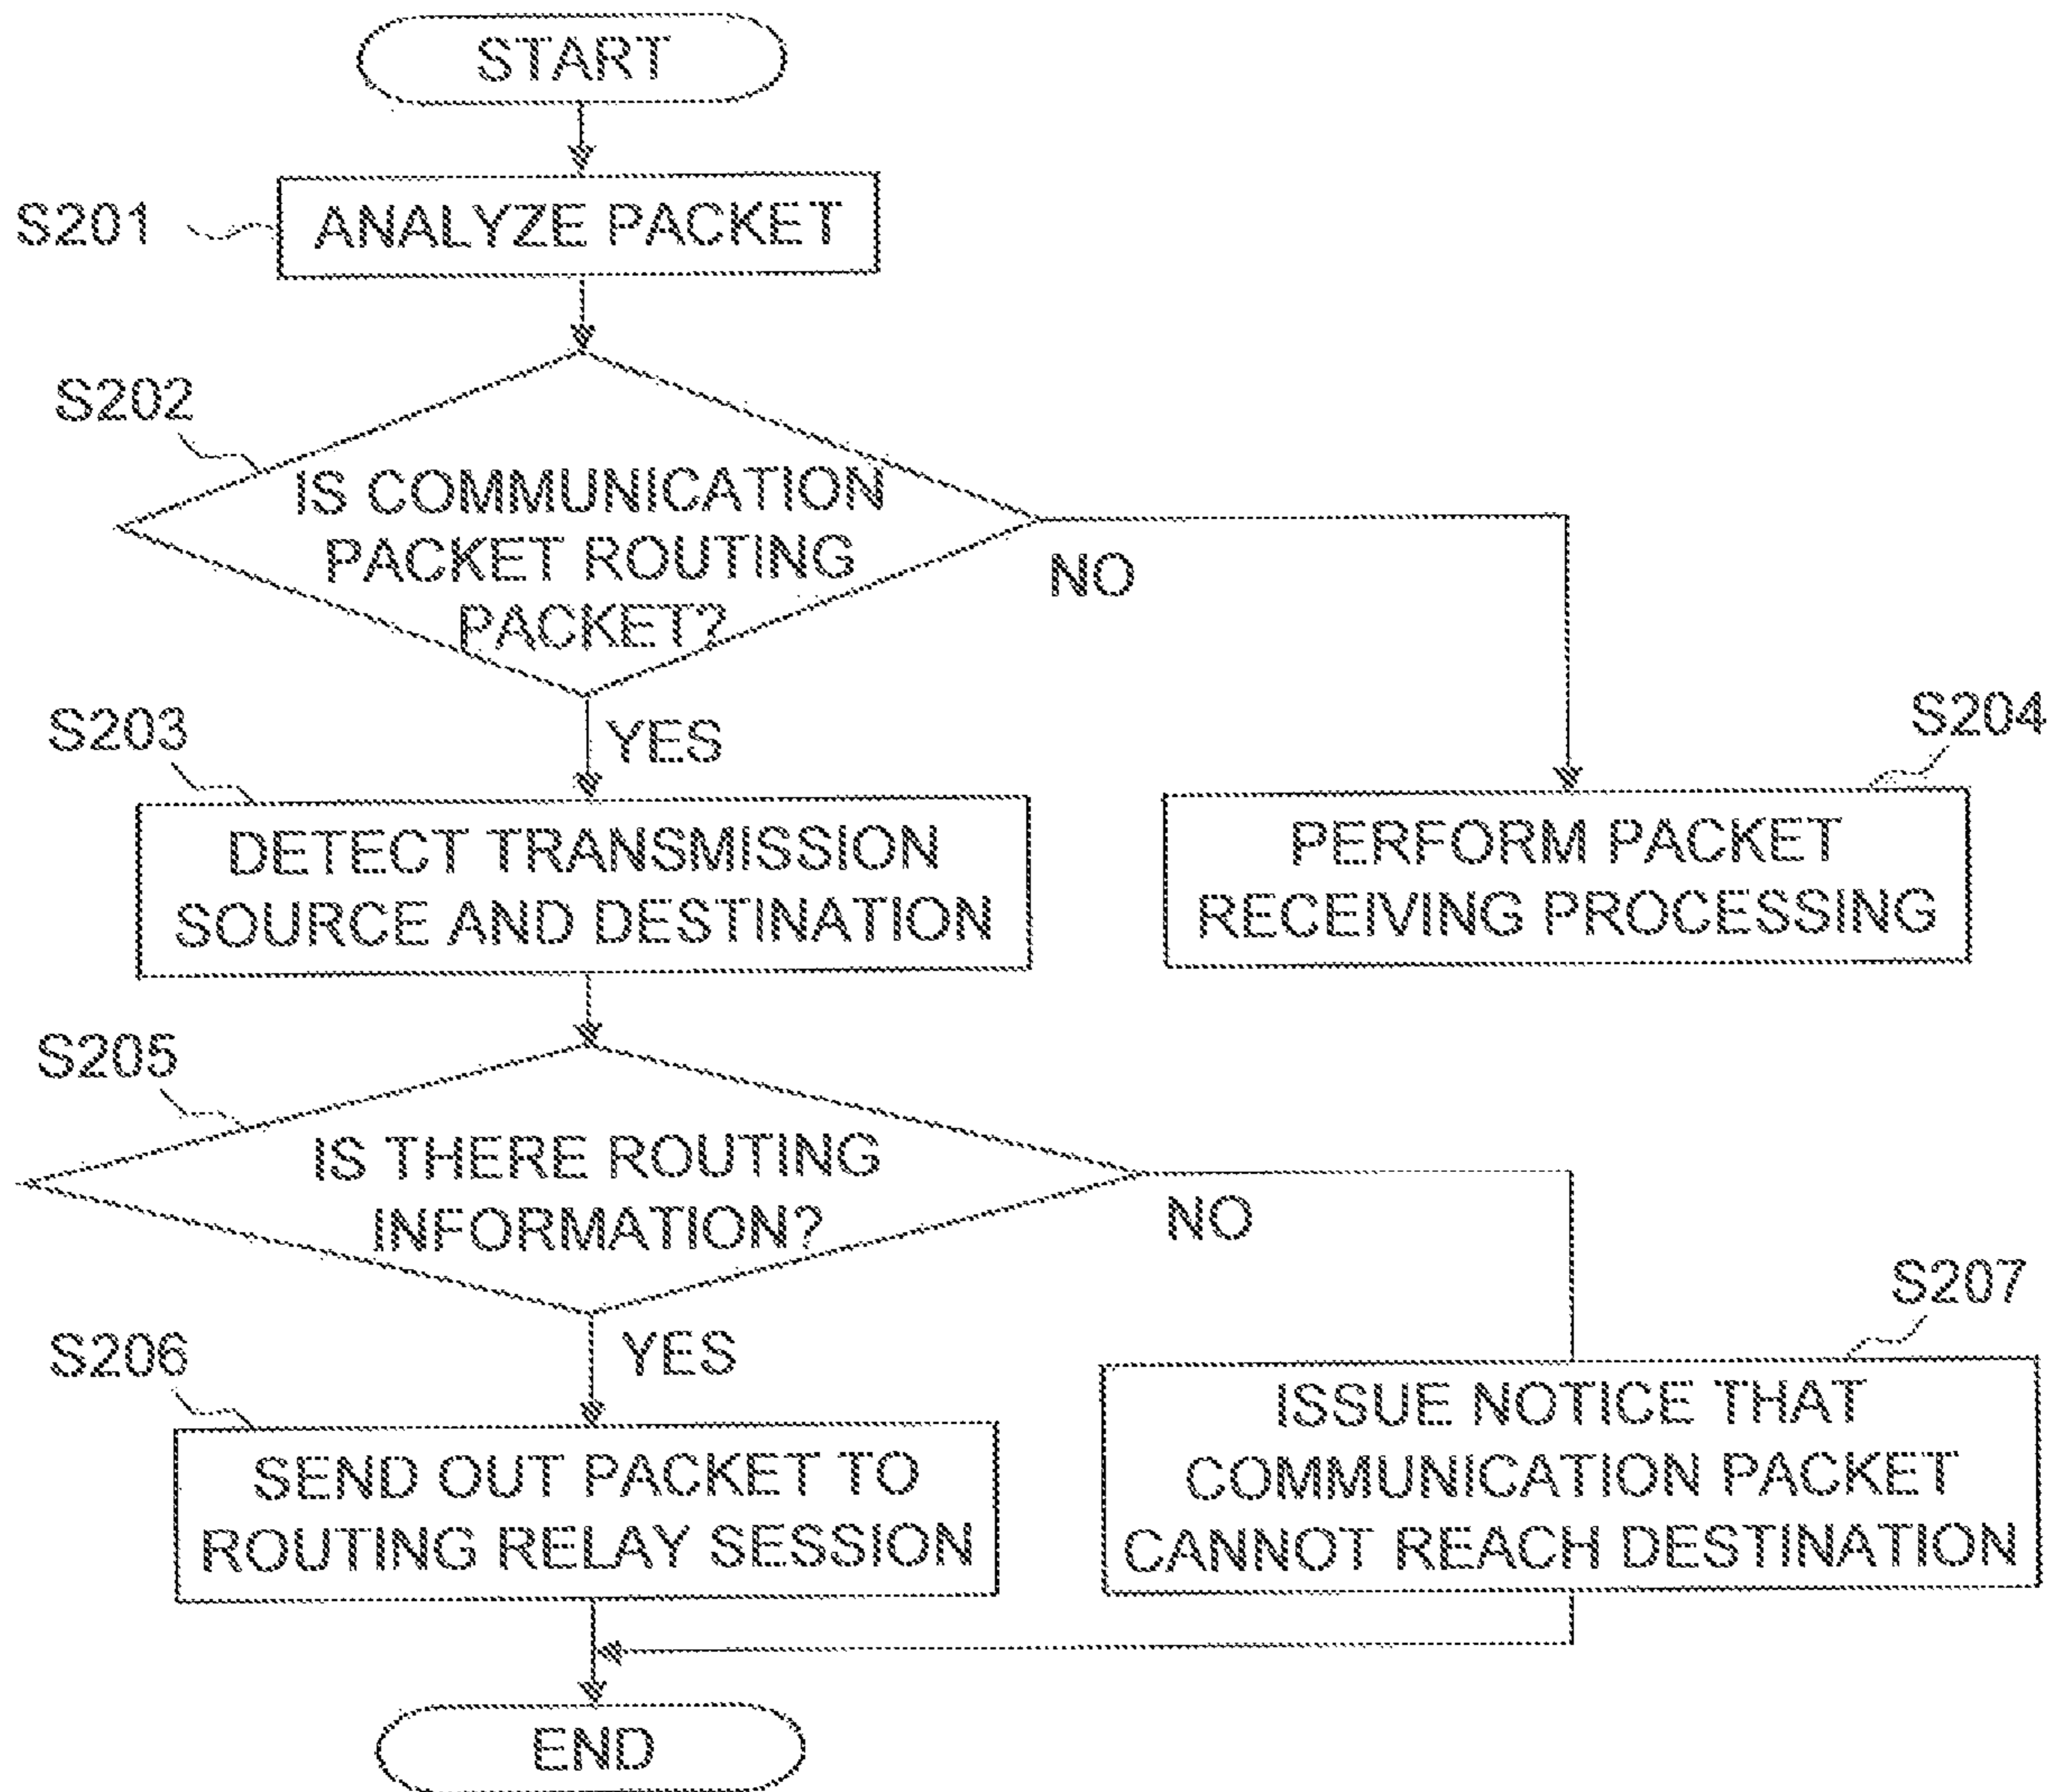 START
S201
ANALYZE PACKET
S202
IS COMMUNICATION
PACKET ROUTING
PACKET?
NO
YES
S203
DETECT TRANSMISSION
SOURCE AND DESTINATION
S204
PERFORM PACKET
RECEIVING PROCESSING
S205
IS THERE ROUTING
INFORMATION?
NO
YES
S206
SEND OUT PACKET TO
ROUTING RELAY SESSION
S207
ISSUE NOTICE THAT
COMMUNICATION PACKET
CANNOT REACH DESTINATION
END